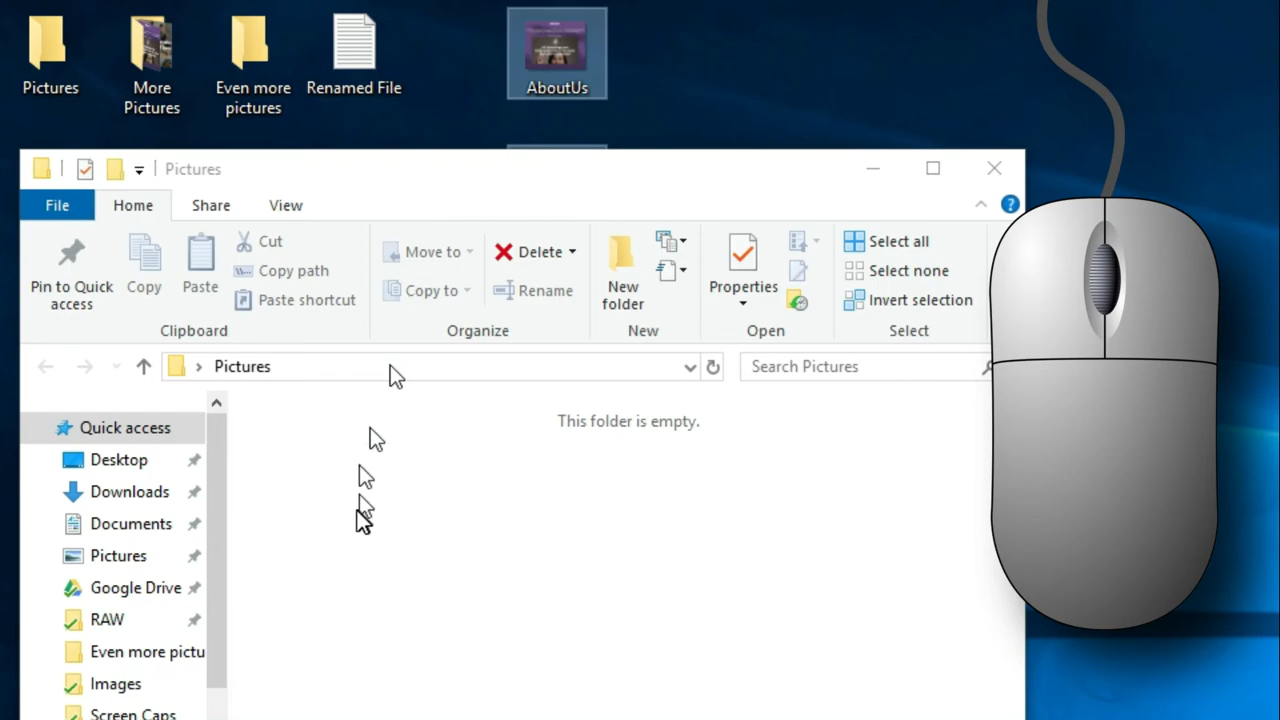 Pictures
More
Pictures
Even more
pictures
Renamed File
AboutUs
Pictures
File
Home
Share
View
?
Pin to Quick
access
Copy
Paste
Cut
Copy path
Paste shortcut
Clipboard
Move to
Copy to
Delete
Rename
Organize
New
folder
New
Properties
Open
Select all
Select none
Invert selection
Select
Pictures
Search Pictures
This folder is empty.
Quick access
Desktop
Downloads
Documents
Pictures
Google Drive
RAW
Even more pictu
Images
Screen Caps